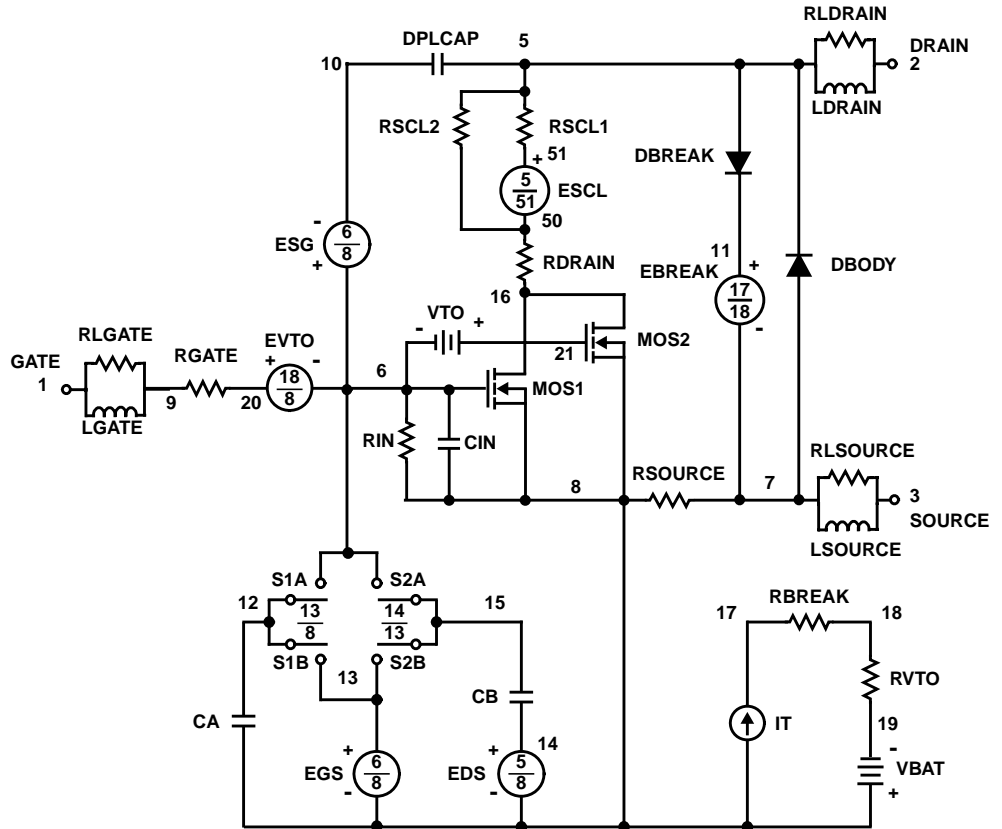 RLDRAIN
DPLCAP 5 DRAIN
10 2
LDRAIN
RSCL2 RSCL1
51
+
DBREAK
5
51
ESCL
50
-
ESG
6
8
+
RDRAIN
11
+
EBREAK
17
18
-
DBODY
16
VTO
- +
21
MOS2
RLGATE
GATE
1
LGATE
9
RGATE
20
EVTO
+ -
18
8
6
MOS1
RIN CIN
8
RSOURCE
7
RLSOURCE
3
SOURCE
LSOURCE
S1A S2A
12
13
8
14
13
15
S1B S2B
13
CA
CB
+
EGS
6
8
-
+
14
EDS
5
8
-
RBREAK
17 18
RVTO
IT
19
-
VBAT
+